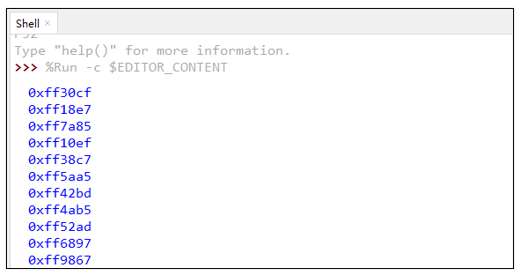 Shell ×
Type "help()" for more information.
>>> %Run -c $EDITOR_CONTENT
0xff30cf
0xff18e7
0xff7a85
0xff10ef
0xff38c7
0xff5aa5
0xff42bd
0xff4ab5
0xff52ad
0xff6897
0xff9867